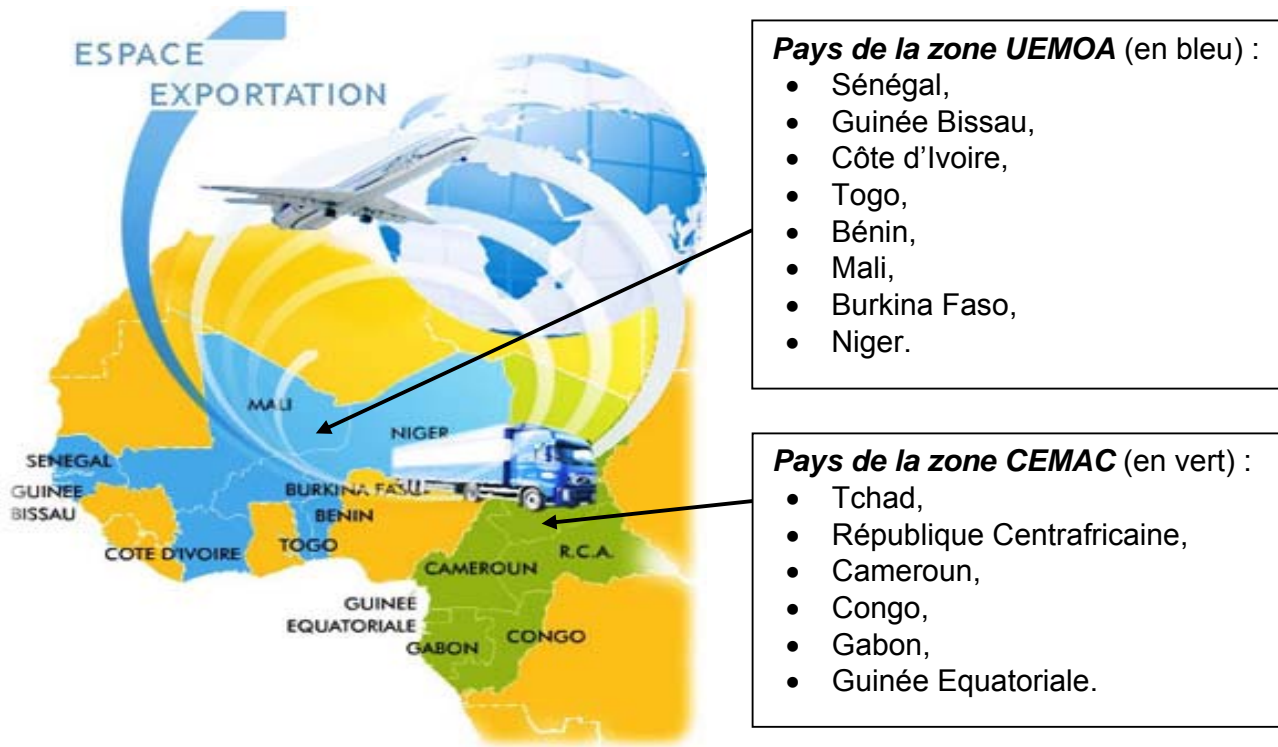 ESPACE
EXPORTATION
MALI
NIGER
SENEGAL
GUINEE
BISSAU
BURKINA FASO
BENIN
COTE D'IVOIRE
TOGO
R.C.A.
CAMEROUN
GUINEE
EQUATORIALE
GABON
CONGO
Pays de la zone UEMOA (en bleu) :
• Sénégal,
• Guinée Bissau,
• Côte d'Ivoire,
• Togo,
• Bénin,
• Mali,
• Burkina Faso,
• Niger.
Pays de la zone CEMAC (en vert) :
• Tchad,
• République Centrafricaine,
• Cameroun,
• Congo,
• Gabon,
• Guinée Equatoriale.